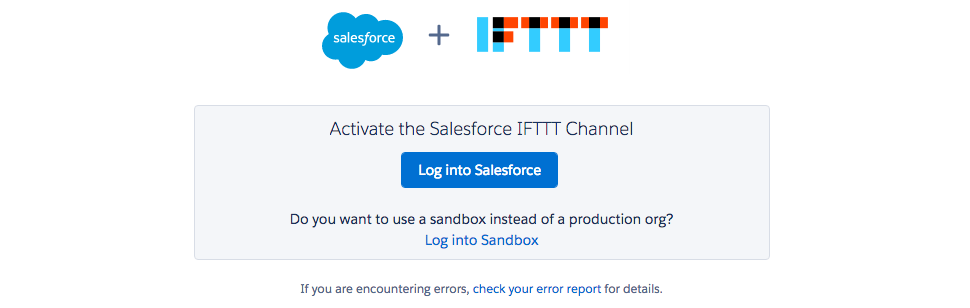 salesforce + IFTTT
Activate the Salesforce IFTTT Channel
Log into Salesforce
Do you want to use a sandbox instead of a production org?
Log into Sandbox
If you are encountering errors, check your error report for details.